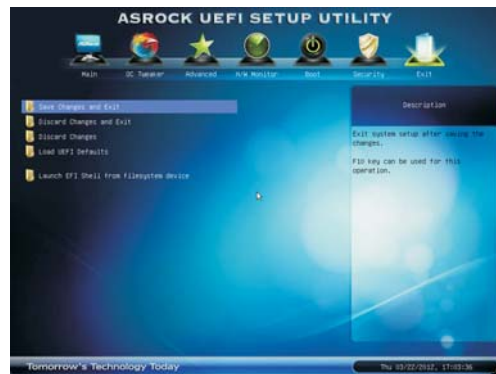 ASROCK UEFI SETUP UTILITY
Main OC Tweaker Advanced H/W Monitor Boot Security Exit
Save Changes and Exit
Discard Changes and Exit
Discard Changes
Load UEFI Defaults
Launch EFI Shell from filesystem device
Description
Exit system setup after saving the
changes.
F10 key can be used for this
operation.
Tomorrow's Technology Today
Thu 03/22/2012, 17:03:36